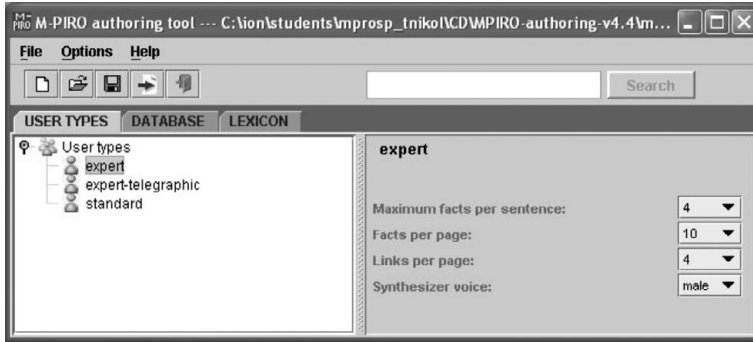 M-PIRO M-PIRO authoring tool --- C:\ion\students\mprosp_tnikol\CD\MPIRO-authoring-v4.4\m...
File Options Help
Search
USER TYPES DATABASE LEXICON
User types
expert
expert-telegraphic
standard
expert
Maximum facts per sentence: 4
Facts per page: 10
Links per page: 4
Synthesizer voice: male